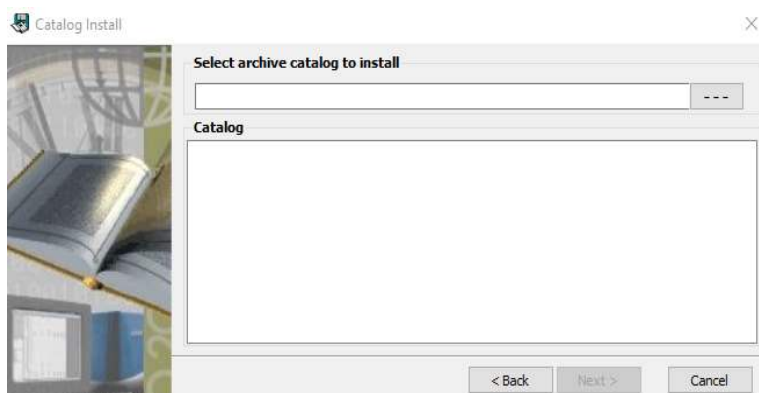 Catalog Install
Select archive catalog to install
---
Catalog
< Back
Next >
Cancel